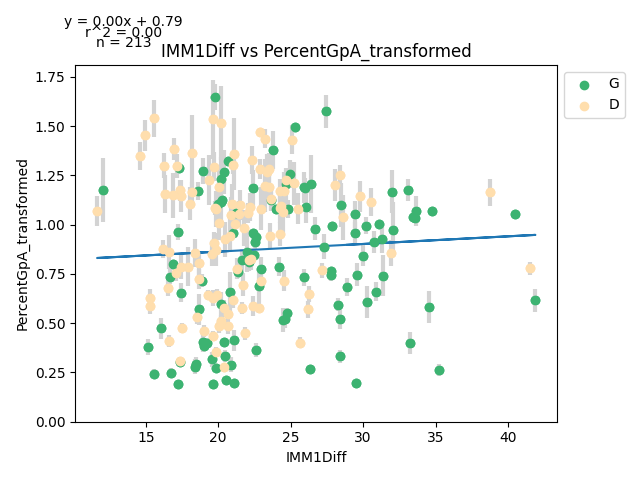 y = 0.00x + 0.79
r^2 = 0.00
n = 213
IMM1Diff vs PercentGpA_transformed
G
D
PercentGpA_transformed
1.75
1.50
1.25
1.00
0.75
0.50
0.25
0.00
15 20 25 30 35 40
IMM1Diff